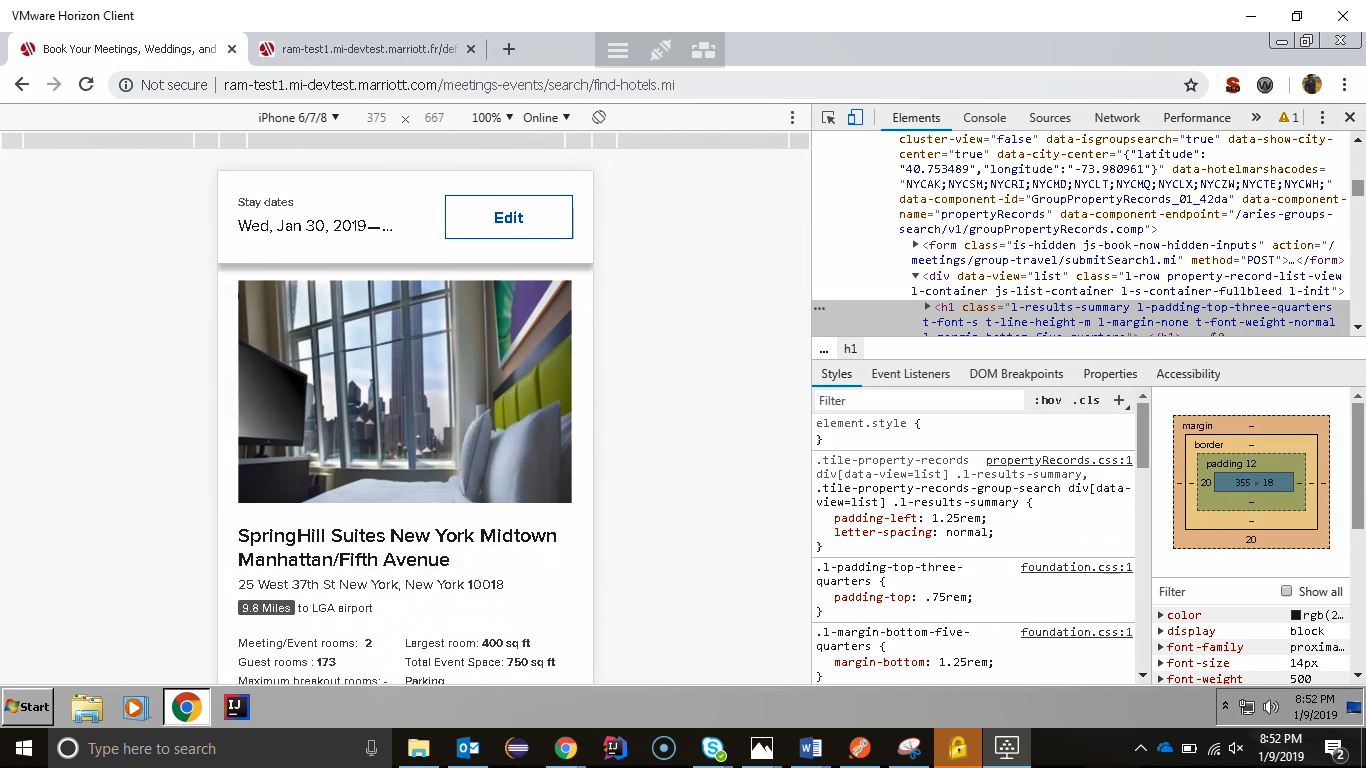 VMware Horizon Client
Book Your Meetings, Weddings, and
ram-test1.mi-devtest.marriott.fr/def
Not secure
ram-test1.mi-devtest.marriott.com/meetings-events/search/find-hotels.mi
iPhone 6/7/8 ▼ 375 × 667 100% ▼ Online ▼
Stay dates
Wed, Jan 30, 2019—...
Edit
SpringHill Suites New York Midtown
Manhattan/Fifth Avenue
25 West 37th St New York, New York 10018
9.8 Miles to LGA airport
Meeting/Event rooms: 2 Largest room: 400 sq ft
Guest rooms : 173 Total Event Space: 750 sq ft
Maximum breakout rooms: - Parking
Elements Console Sources Network Performance » 1
cluster-view="false" data-isgroupsearch="true" data-show-city-
center="true" data-city-center="{"latitude":
"40.753489","longitude":"-73.980961"}" data-hotelmarshacodes=
"NYCAK;NYCSM;NYCRI;NYCMD;NYCLT;NYCMQ;NYCLX;NYCZW;NYCTE;NYCWH;"
data-component-id="GroupPropertyRecords_01_42da" data-component-
name="propertyRecords" data-component-endpoint="/aries-groups-
search/v1/groupPropertyRecords.comp">
<form class="is-hidden js-book-now-hidden-inputs" action="/
meetings/group-travel/submitSearch1.mi" method="POST">…</form>
<div data-view="list" class="l-row property-record-list-view
l-container js-list-container l-s-container-fullbleed l-init">
<h1 class="l-results-summary l-padding-top-three-quarters
t-font-s t-line-height-m l-margin-none t-font-weight-normal
l-margin-bottom-five-quarters">…</h1> == $0
... h1
Styles Event Listeners DOM Breakpoints Properties Accessibility
Filter :hov .cls +
element.style {
}
.tile-property-records propertyRecords.css:1
div[data-view=list] .l-results-summary,
.tile-property-records-group-search div[data-
view=list] .l-results-summary {
padding-left: 1.25rem;
letter-spacing: normal;
}
.l-padding-top-three- foundation.css:1
quarters {
padding-top: .75rem;
}
.l-margin-bottom-five- foundation.css:1
quarters {
margin-bottom: 1.25rem;
}
margin –
border –
padding 12
– – 20 355 × 18 – – –
–
–
20
Filter Show all
color rgb(2…
display block
font-family proxima…
font-size 14px
font-weight 500
Start
8:52 PM
1/9/2019
Type here to search
8:52 PM
1/9/2019
2